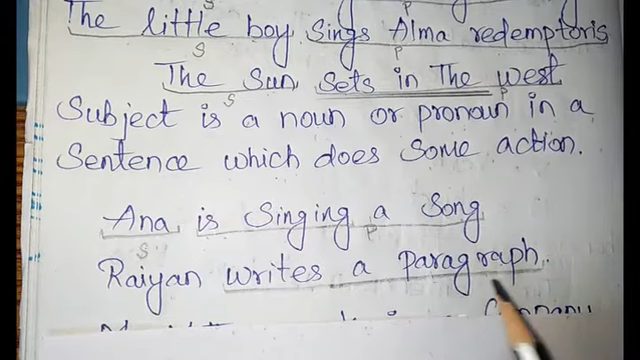 The little boy Sings Alma redemptoris
S P
The Sun Sets in The west
S P
Subject is a noun or pronoun in a
Sentence which does Some action.
Ana is Singing a Song
S P
Raiyan writes a paragraph.